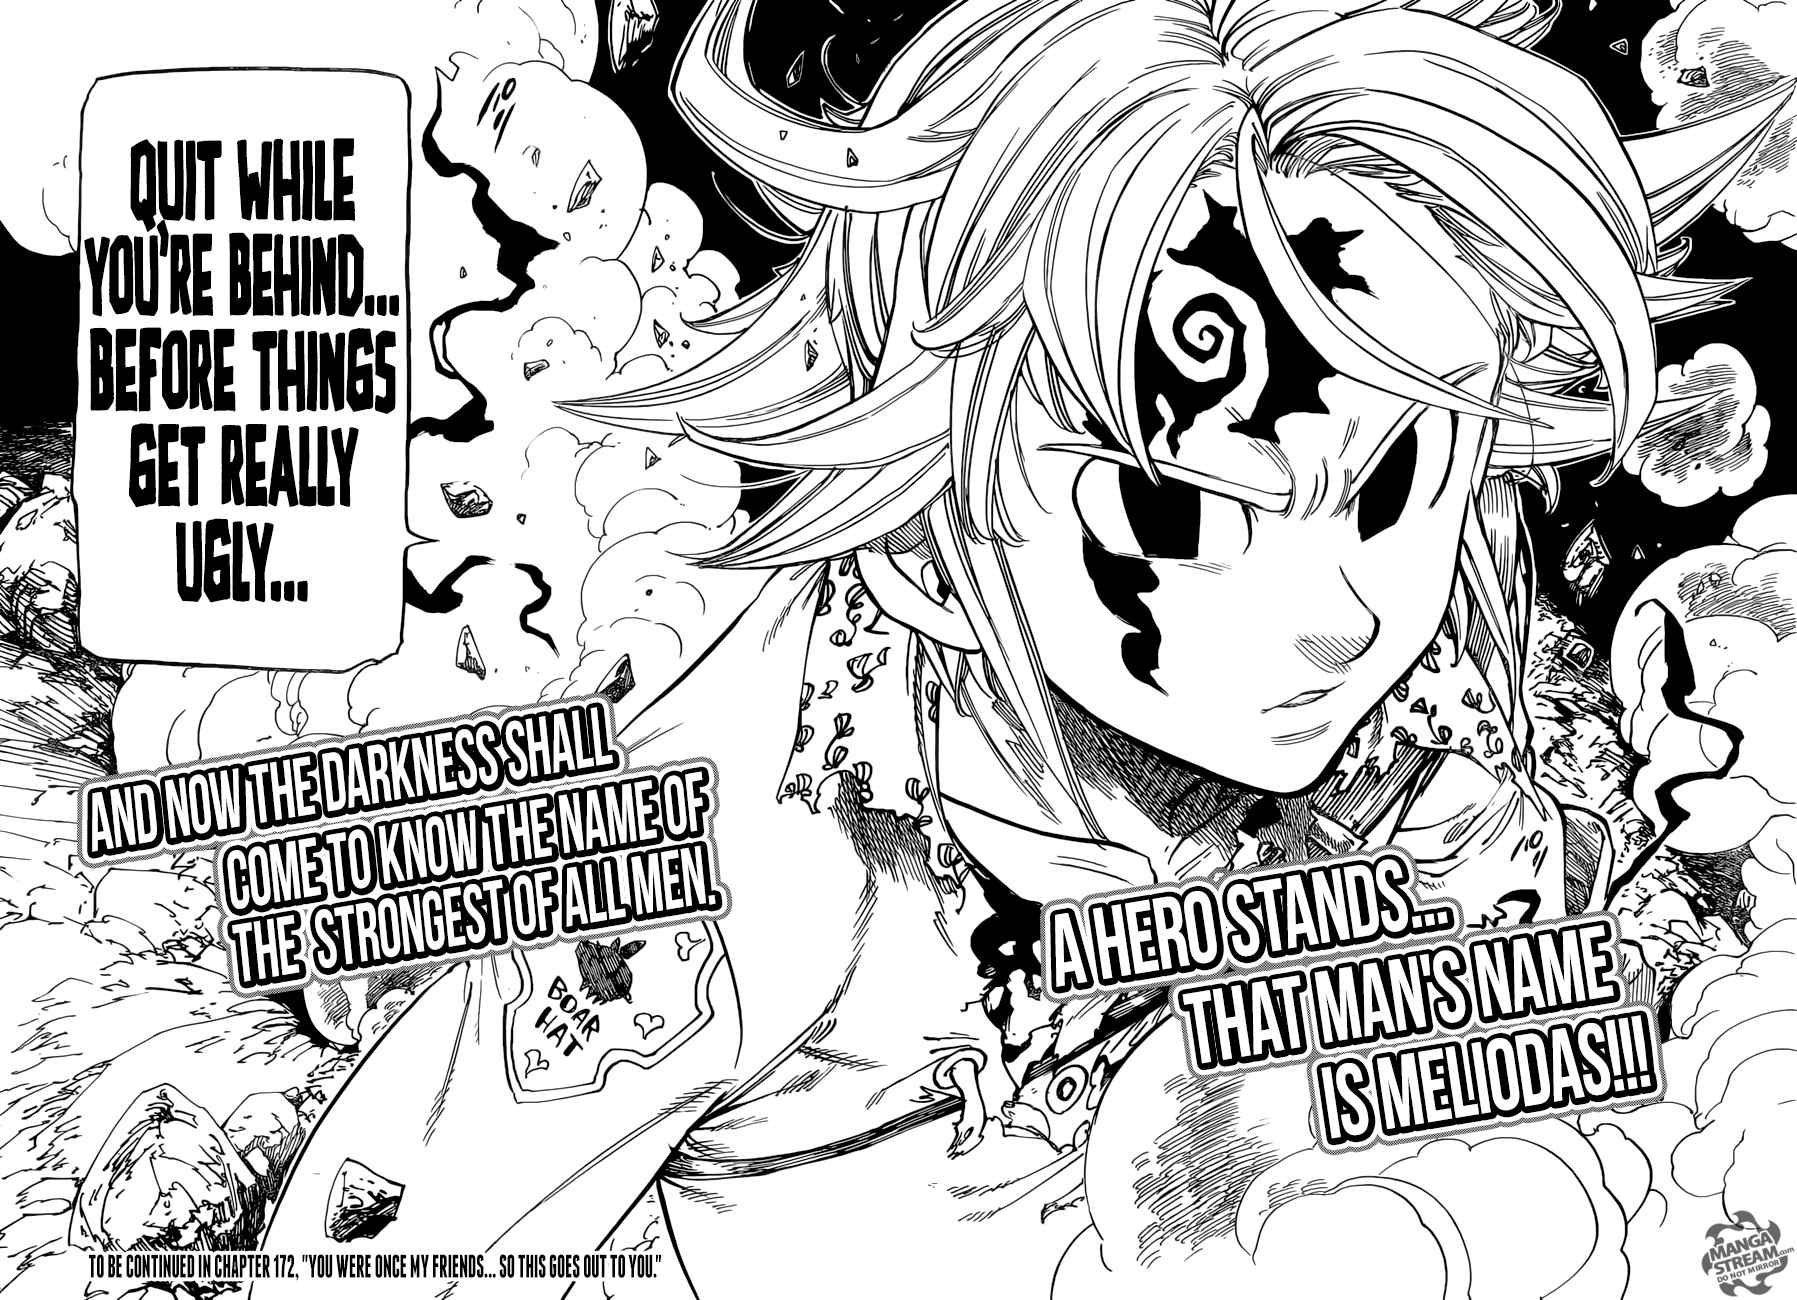 QUIT WHILE
YOU'RE BEHIND...
BEFORE THINGS
GET REALLY
UGLY...
AND NOW THE DARKNESS SHALL
COME TO KNOW THE NAME OF
THE STRONGEST OF ALL MEN.
A HERO STANDS...
THAT MAN'S NAME
IS MELIODAS!!!
BOAR
HAT
TO BE CONTINUED IN CHAPTER 172, "YOU WERE ONCE MY FRIENDS... SO THIS GOES OUT TO YOU."
MANGA
STREAM.com
DO NOT MIRROR